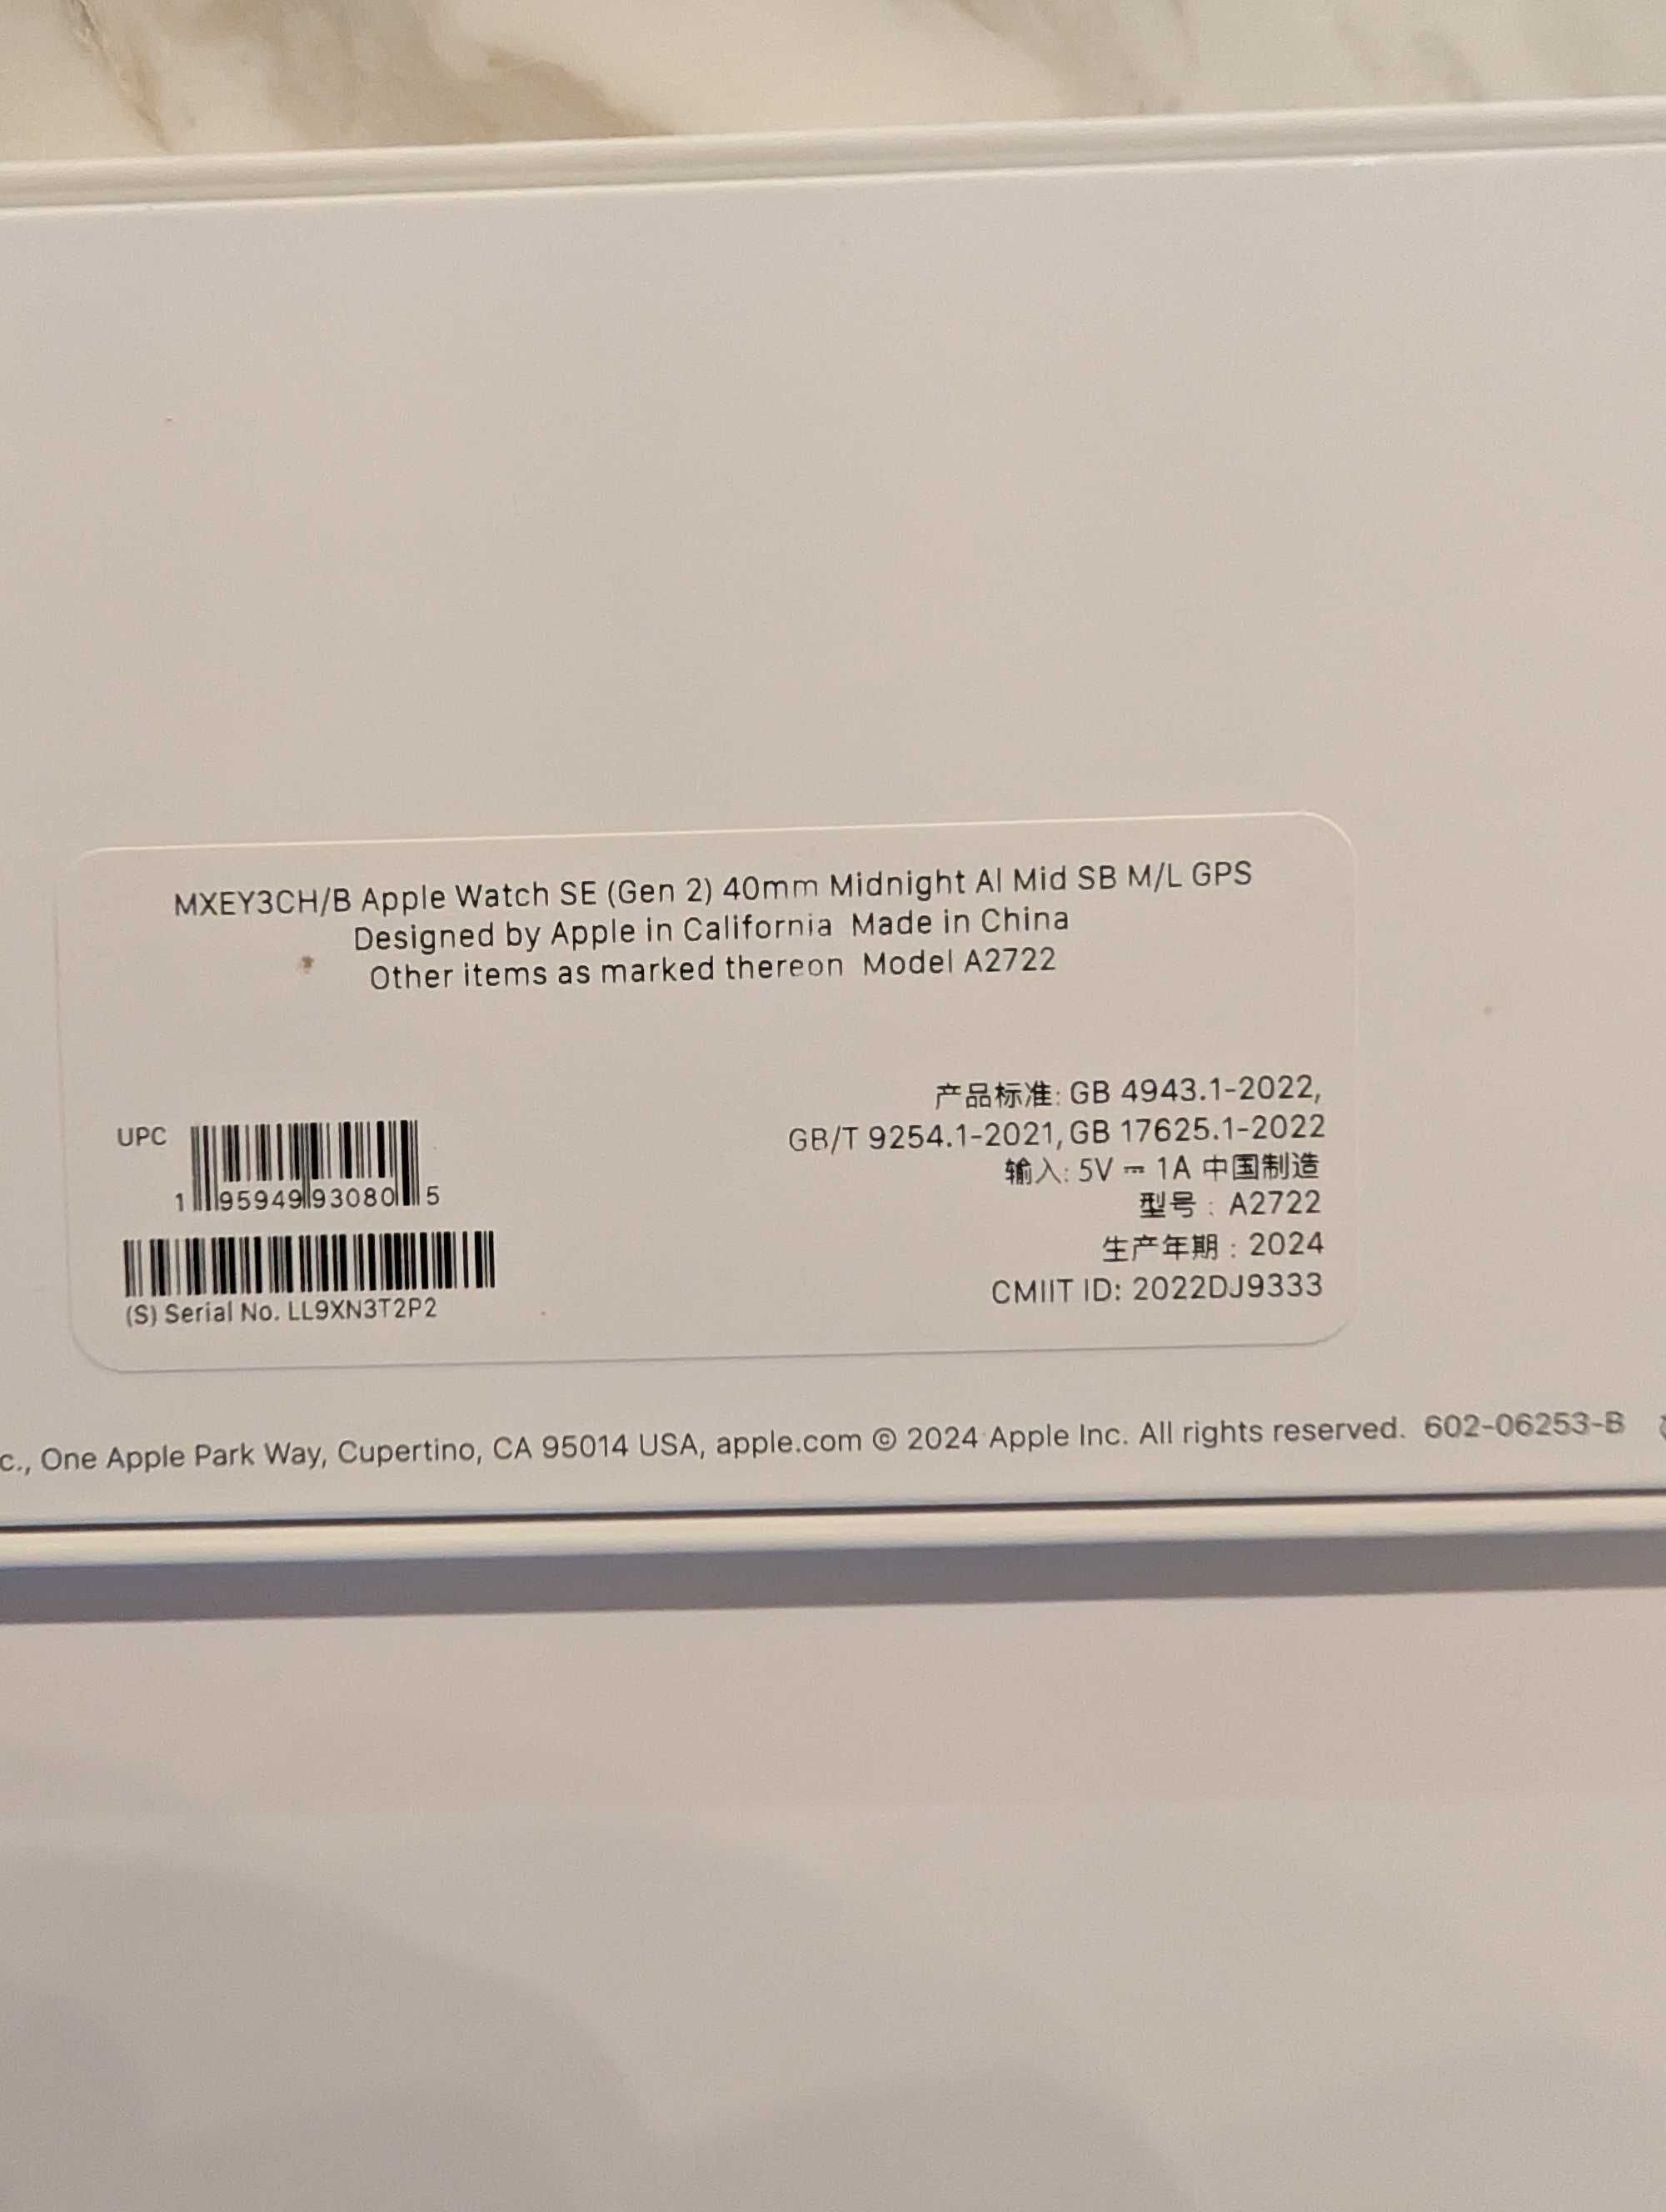 MXEY3CH/B Apple Watch SE (Gen 2) 40mm Midnight Al Mid SB M/L GPS
Designed by Apple in California Made in China
Other items as marked thereon Model A2722
UPC
1 95949 93080 5
(S) Serial No. LL9XN3T2P2
产品标准: GB 4943.1-2022,
GB/T 9254.1-2021, GB 17625.1-2022
输入: 5V ⎓ 1A 中国制造
型号 : A2722
生产年期 : 2024
CMIIT ID: 2022DJ9333
c., One Apple Park Way, Cupertino, CA 95014 USA, apple.com © 2024 Apple Inc. All rights reserved. 602-06253-B